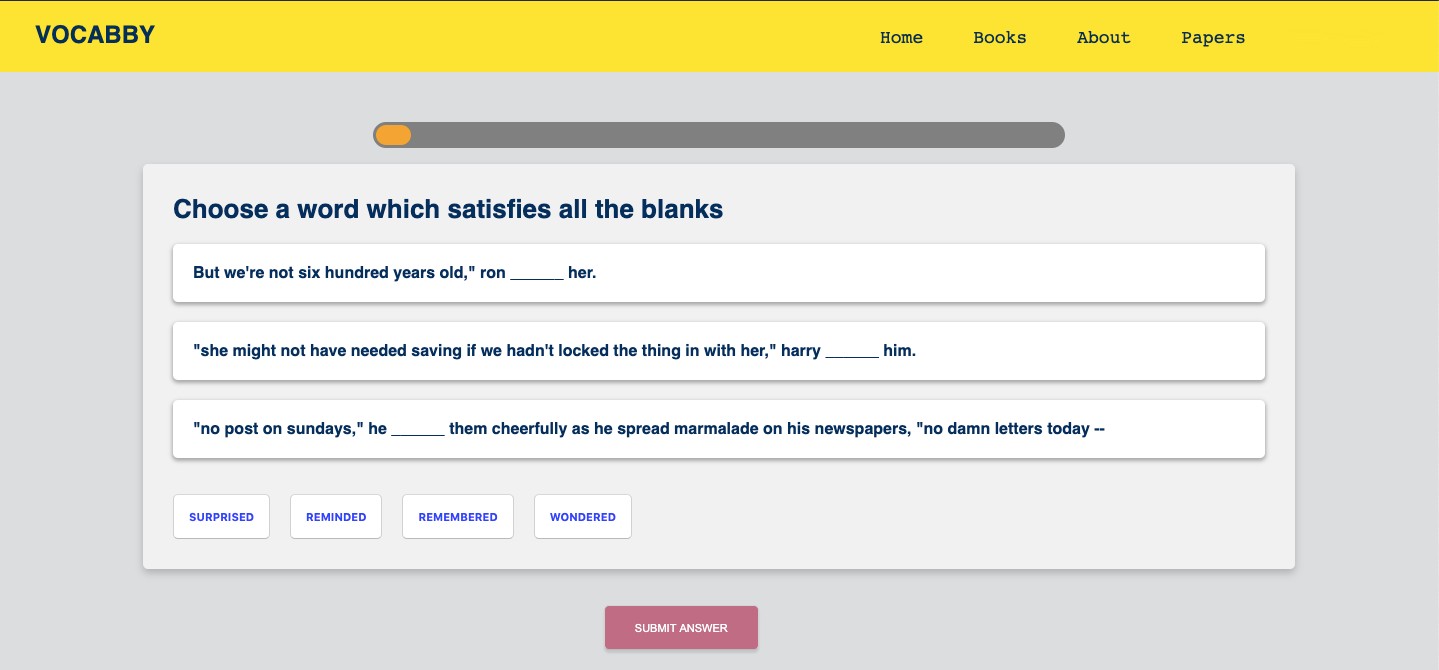 VOCABBY
Home Books About Papers
Choose a word which satisfies all the blanks
But we're not six hundred years old," ron ______ her.
"she might not have needed saving if we hadn't locked the thing in with her," harry ______ him.
"no post on sundays," he ______ them cheerfully as he spread marmalade on his newspapers, "no damn letters today --
SURPRISED REMINDED REMEMBERED WONDERED
SUBMIT ANSWER